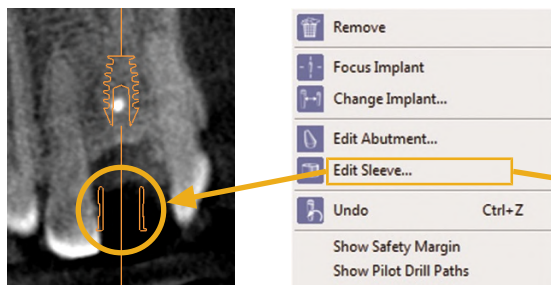 Remove
Focus Implant
Change Implant...
Edit Abutment...
Edit Sleeve...
Undo Ctrl+Z
Show Safety Margin
Show Pilot Drill Paths